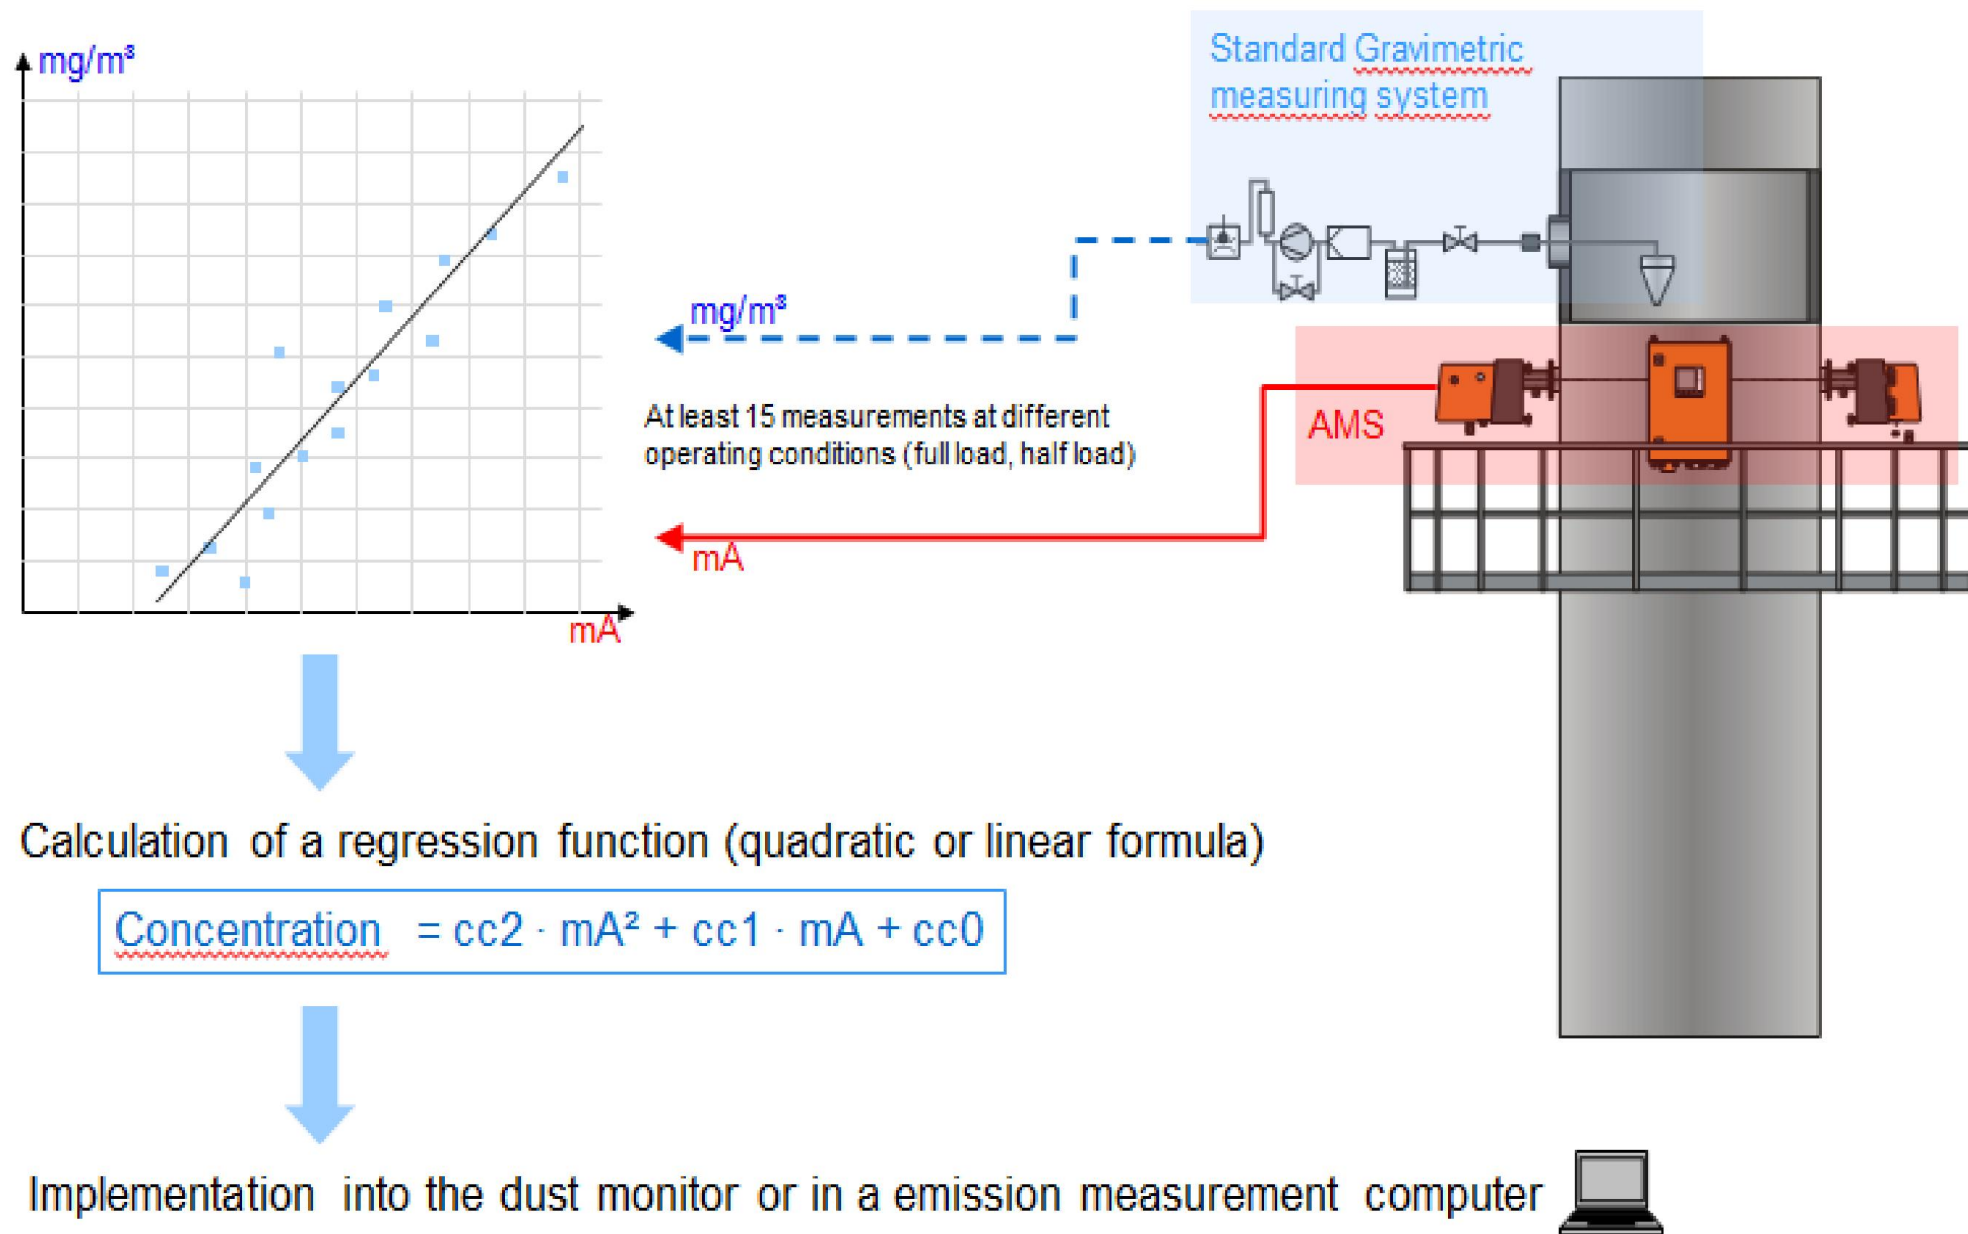 mg/m³
Standard Gravimetric
measuring system
mg/m³
At least 15 measurements at different
operating conditions (full load, half load)
AMS
mA
mA
Calculation of a regression function (quadratic or linear formula)
Concentration = cc2 · mA² + cc1 · mA + cc0
Implementation into the dust monitor or in a emission measurement computer